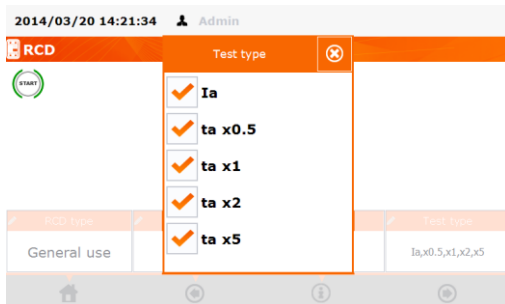 2014/03/20 14:21:34 Admin
RCD
Test type
START
Ia
ta x0.5
ta x1
ta x2
ta x5
RCD type
Test type
General use
Ia,x0.5,x1,x2,x5